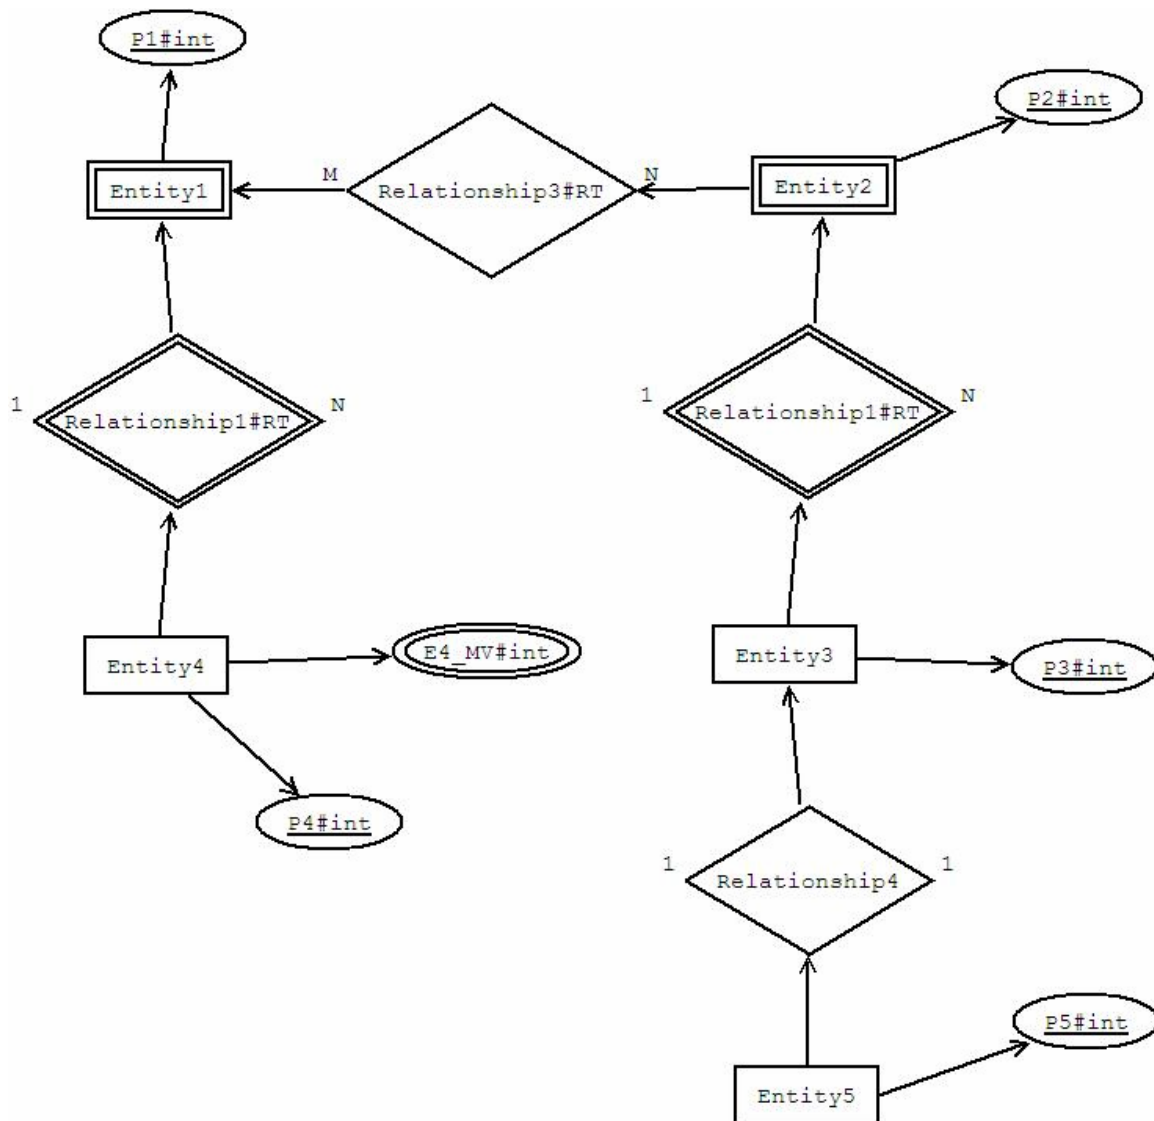 P1#int
P2#int
Entity1
M
Relationship3#RT
N
Entity2
1
Relationship1#RT
N
1
Relationship1#RT
N
Entity4
E4_MV#int
Entity3
P3#int
P4#int
1
Relationship4
1
P5#int
Entity5